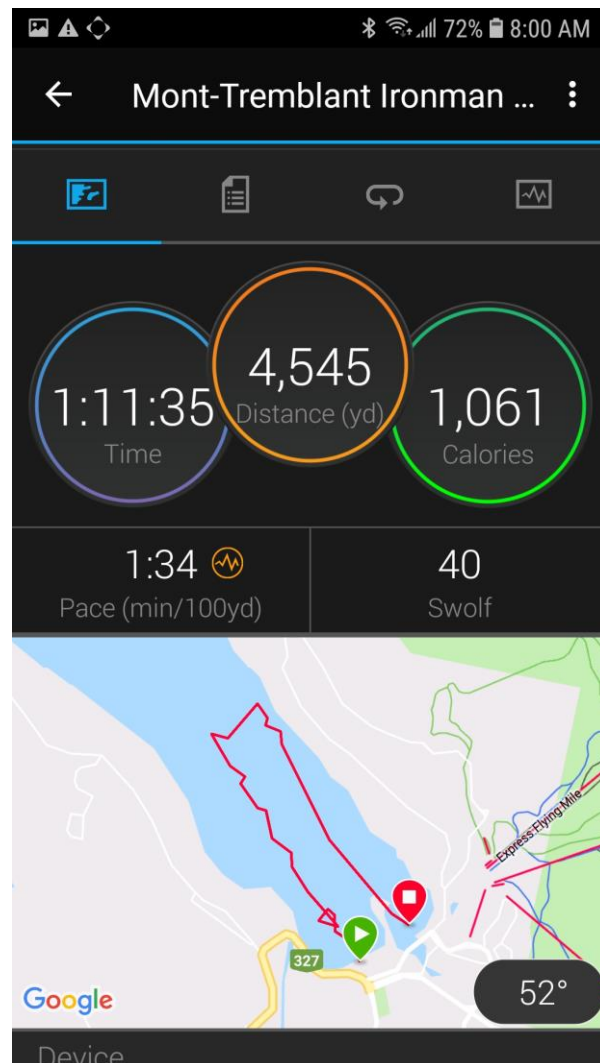 72% 8:00 AM
Mont-Tremblant Ironman ...
1:11:35
Time
4,545
Distance (yd)
1,061
Calories
1:34
Pace (min/100yd)
40
Swolf
Express Flying Mile
327
Google
52°
Device